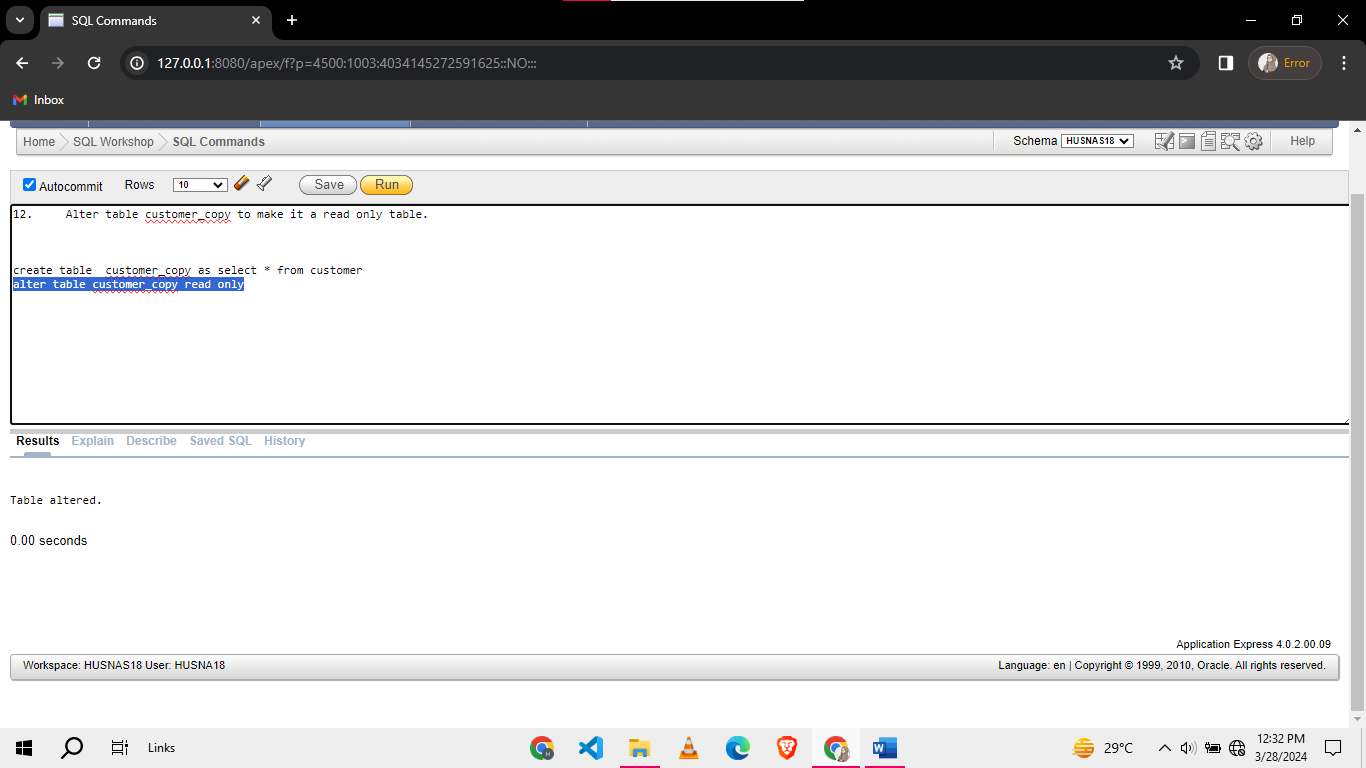 SQL Commands
127.0.0.1:8080/apex/f?p=4500:1003:4034145272591625::NO:::
Error
Inbox
Home SQL Workshop SQL Commands
Schema HUSNAS18 Help
Autocommit Rows 10 Save Run
12. Alter table customer_copy to make it a read only table.
create table customer_copy as select * from customer
alter table customer_copy read only
Results Explain Describe Saved SQL History
Table altered.
0.00 seconds
Application Express 4.0.2.00.09
Workspace: HUSNAS18 User: HUSNA18
Language: en | Copyright © 1999, 2010, Oracle. All rights reserved.
Links
29°C
12:32 PM
3/28/2024